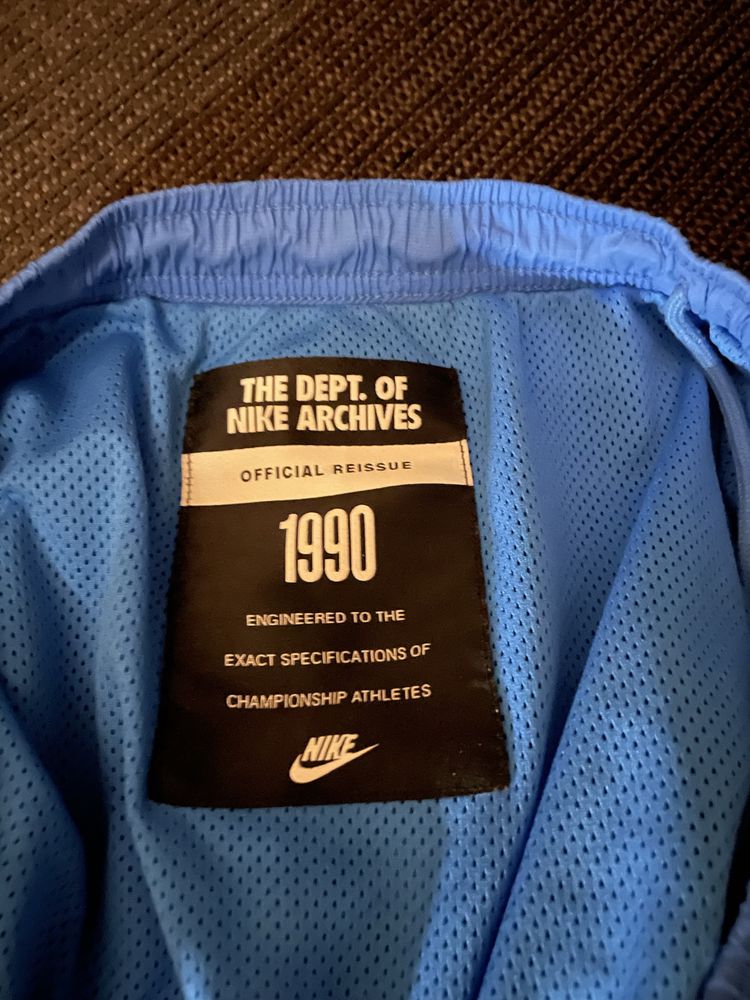 THE DEPT. OF
NIKE ARCHIVES
OFFICIAL REISSUE
1990
ENGINEERED TO THE
EXACT SPECIFICATIONS OF
CHAMPIONSHIP ATHLETES
NIKE